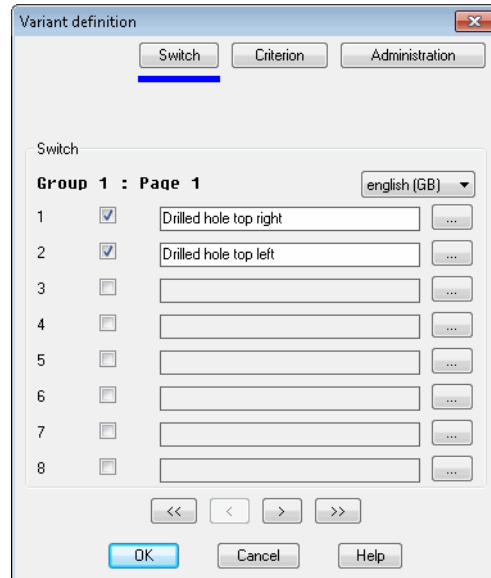 Variant definition
Switch Criterion Administration
Switch
Group 1 : Page 1 english (GB)
1 Drilled hole top right ...
2 Drilled hole top left ...
3 ...
4 ...
5 ...
6 ...
7 ...
8 ...
<< < > >>
OK Cancel Help